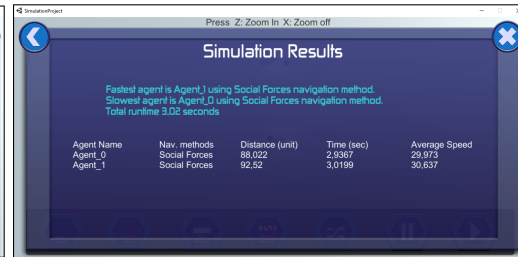 SimulationProject
Press Z: Zoom In X: Zoom off
Simulation Results
Fastest agent is Agent_1 using Social Forces navigation method.
Slowest agent is Agent_0 using Social Forces navigation method.
Total runtime 3,02 seconds
Agent Name Nav. methods Distance (unit) Time (sec) Average Speed
Agent_0 Social Forces 88,022 2,9367 29,973
Agent_1 Social Forces 92,52 3,0199 30,637